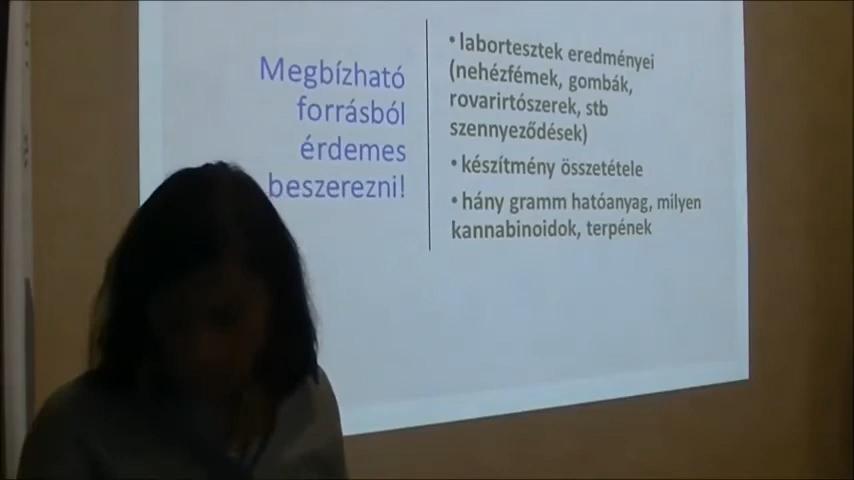 Megbízható
forrásból
érdemes
beszerezni!
• labortesztek eredményei
(nehézfémek, gombák,
rovarirtószerek, stb
szennyeződések)
• készítmény összetétele
• hány gramm hatóanyag, milyen
kannabinoidok, terpének